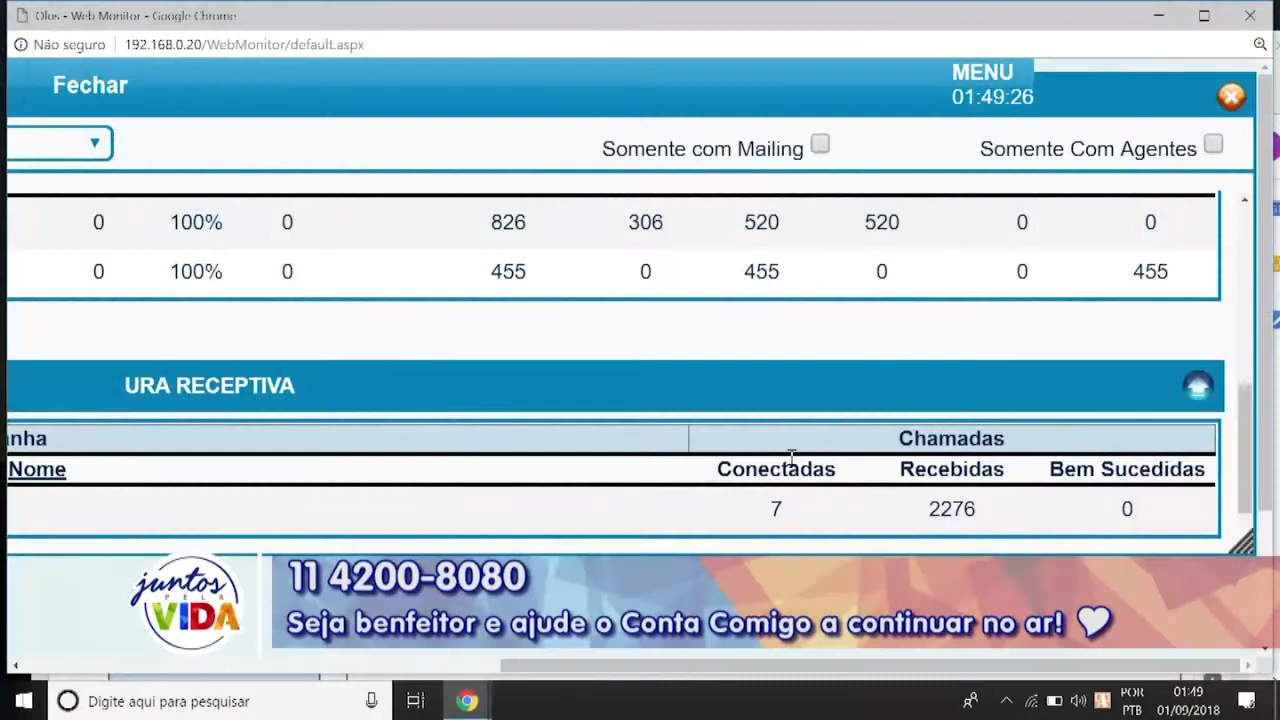 Olos - Web Monitor - Google Chrome
Não seguro
192.168.0.20/WebMonitor/default.aspx
Fechar
MENU
01:49:26
Somente com Mailing
Somente Com Agentes
0 100% 0 826 306 520 520 0 0
0 100% 0 455 0 455 0 0 455
URA RECEPTIVA
anha Chamadas
Nome Conectadas Recebidas Bem Sucedidas
7 2276 0
juntos
PELA
VIDA
11 4200-8080
Seja benfeitor e ajude o Conta Comigo a continuar no ar!
Digite aqui para pesquisar
POR
PTB
01:49
01/09/2018